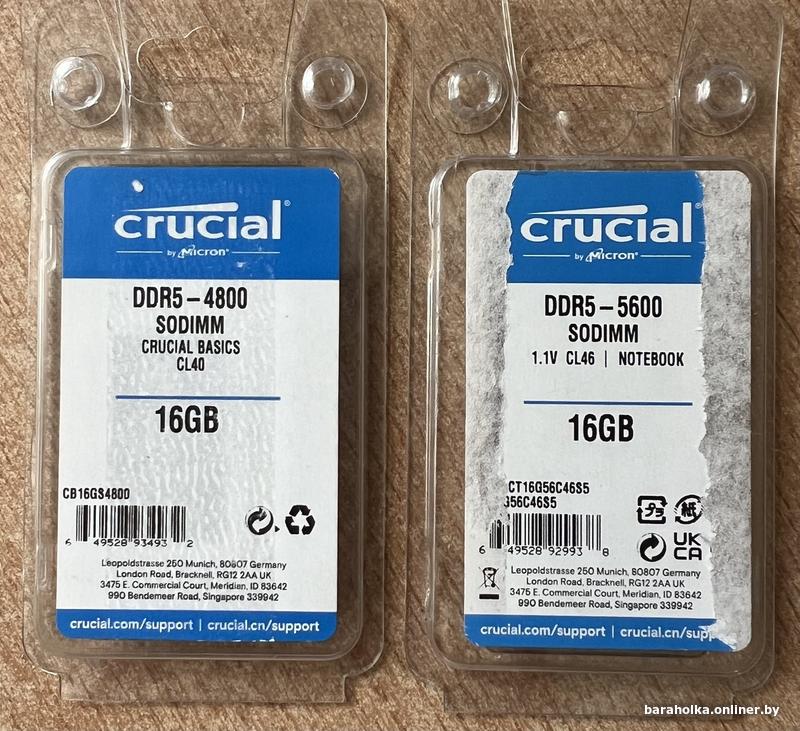 crucial®
by Micron®
DDR5–4800
SODIMM
CRUCIAL BASICS
CL40
16GB
CB16GS4800
6 49528 93493 2
Leopoldstrasse 250 Munich, 80807 Germany
London Road, Bracknell, RG12 2AA UK
3475 E. Commercial Court, Meridian, ID 83642
990 Bendemeer Road, Singapore 339942
crucial.com/support | crucial.cn/support
crucial®
by Micron®
DDR5–5600
SODIMM
1.1V CL46 | NOTEBOOK
16GB
CT16G56C46S5
G56C46S5
6 49528 92993 8
プラ
紙
UK
CA
Leopoldstrasse 250 Munich, 80807 Germany
London Road, Bracknell, RG12 2AA UK
3475 E. Commercial Court, Meridian, ID 83642
990 Bendemeer Road, Singapore 339942
crucial.com/support | crucial.cn/support
baraholka.onliner.by